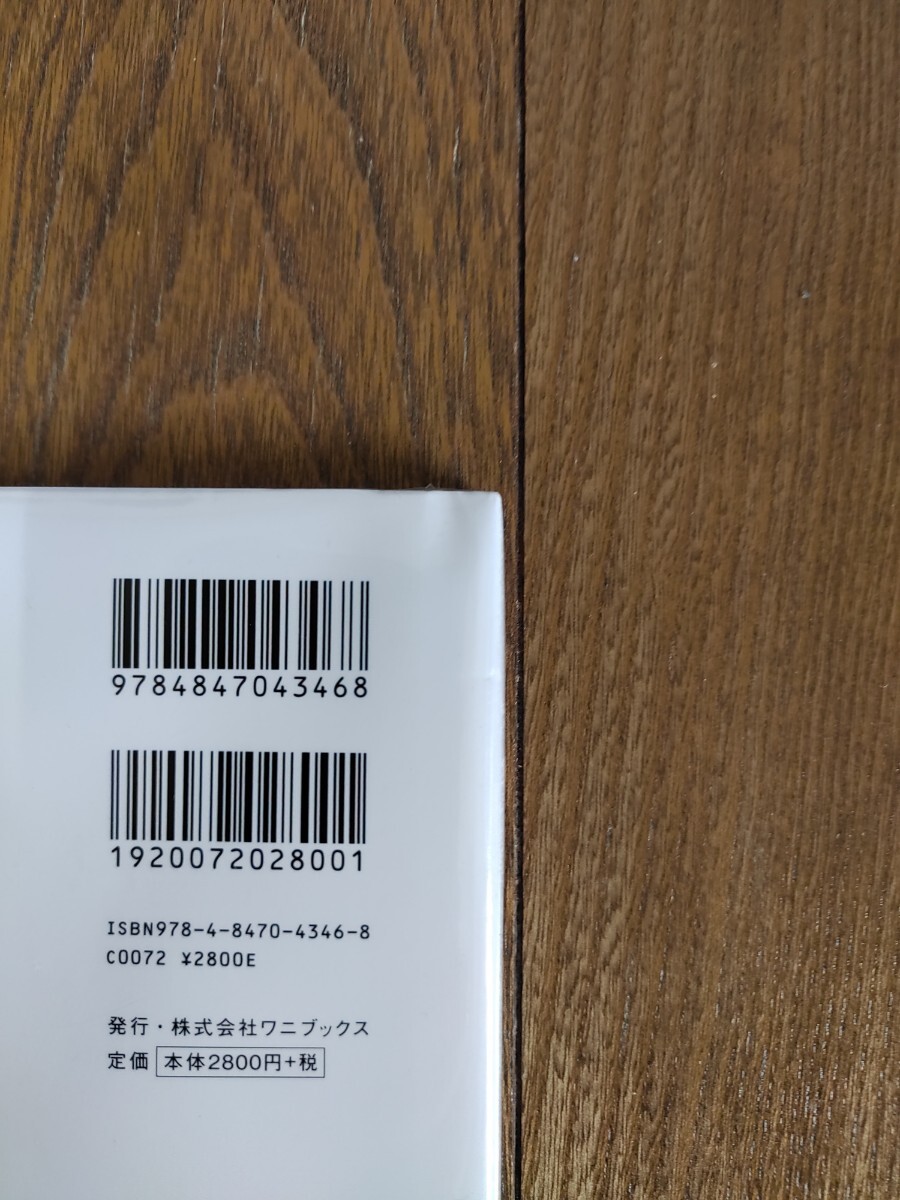 9784847043468
1920072028001
ISBN978-4-8470-4346-8
C0072 ¥2800E
発行・株式会社ワニブックス
定価 本体2800円+税